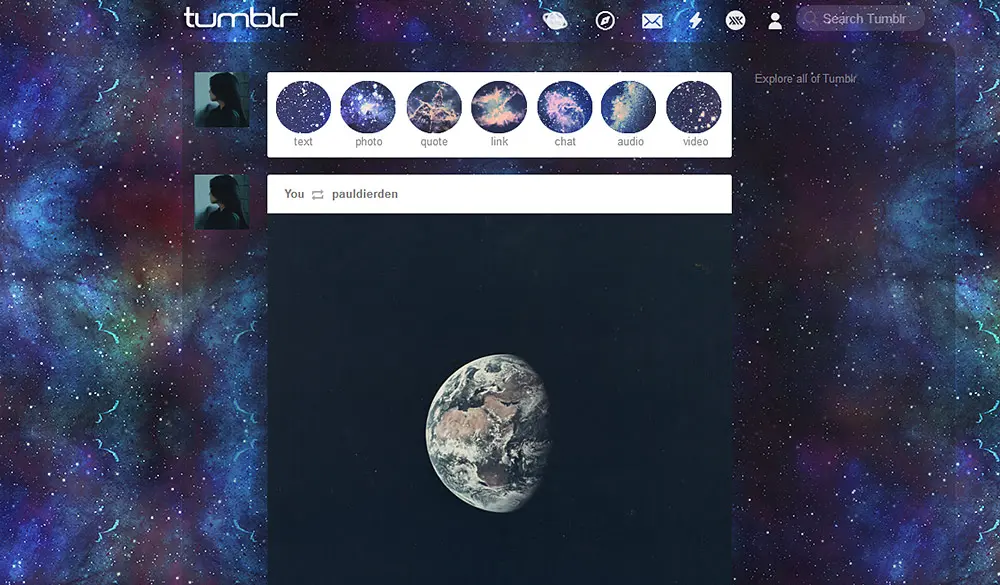 tumblr
Search Tumblr
Explore all of Tumblr
text photo quote link chat audio video
You pauldierden